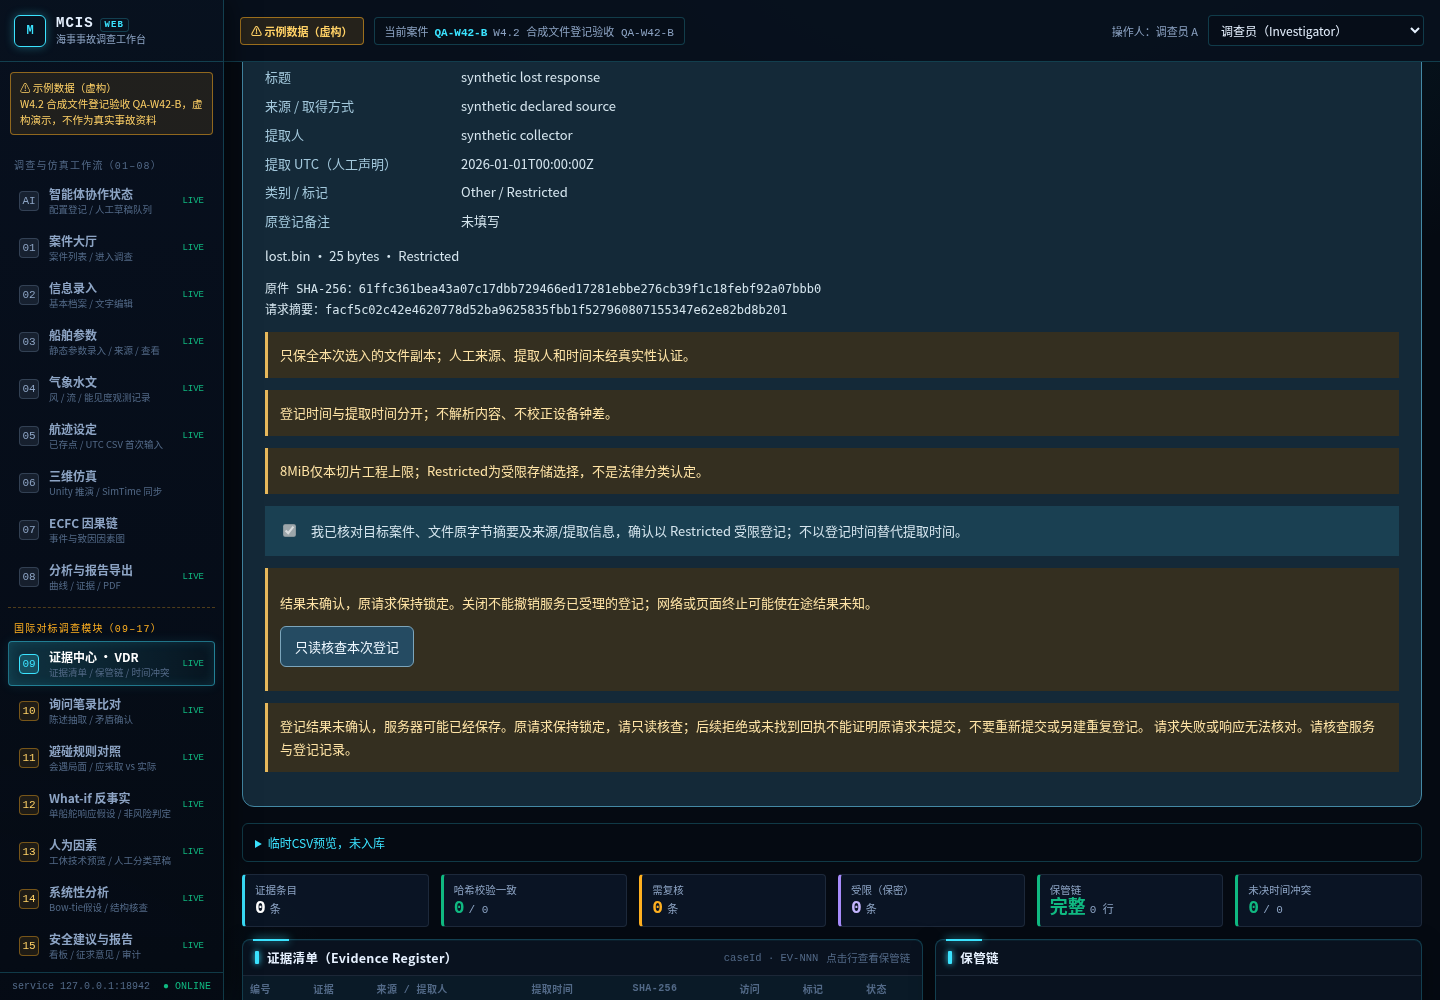 M
MCIS WEB
海事事故调查工作台
⚠ 示例数据（虚构）
当前案件 QA-W42-B W4.2 合成文件登记验收 QA-W42-B
操作人：调查员 A
调查员（Investigator）
⚠ 示例数据（虚构）
W4.2 合成文件登记验收 QA-W42-B，虚
构演示，不作为真实事故资料
调查与仿真工作流（01–08）
AI 智能体协作状态 LIVE
配置登记 / 人工草稿队列
01 案件大厅 LIVE
案件列表 / 进入调查
02 信息录入 LIVE
基本档案 / 文字编辑
03 船舶参数 LIVE
静态参数录入 / 来源 / 查看
04 气象水文 LIVE
风 / 流 / 能见度观测记录
05 航迹设定 LIVE
已存点 / UTC CSV 首次输入
06 三维仿真
Unity 推演 / SimTime 同步
07 ECFC 因果链
事件与致因因素图
08 分析与报告导出 LIVE
曲线 / 证据 / PDF
国际对标调查模块（09–17）
09 证据中心 · VDR LIVE
证据清单 / 保管链 / 时间冲突
10 询问笔录比对 LIVE
陈述抽取 / 矛盾确认
11 避碰规则对照 LIVE
会遇局面 / 应采取 vs 实际
12 What-if 反事实 LIVE
单船舵响应假设 / 非风险判定
13 人为因素 LIVE
工休技术预览 / 人工分类草稿
14 系统性分析 LIVE
Bow-tie假设 / 结构核查
15 安全建议与报告 LIVE
看板 / 征求意见 / 审计
service 127.0.0.1:18942 ● ONLINE
标题 synthetic lost response
来源 / 取得方式 synthetic declared source
提取人 synthetic collector
提取 UTC（人工声明） 2026-01-01T00:00:00Z
类别 / 标记 Other / Restricted
原登记备注 未填写
lost.bin · 25 bytes · Restricted
原件 SHA-256：61ffc361bea43a07c17dbb729466ed17281ebbe276cb39f1c18febf92a07bbb0
请求摘要：facf5c02c42e4620778d52ba9625835fbb1f527960807155347e62e82bd8b201
只保全本次选入的文件副本；人工来源、提取人和时间未经真实性认证。
登记时间与提取时间分开；不解析内容、不校正设备钟差。
8MiB仅本切片工程上限；Restricted为受限存储选择，不是法律分类认定。
我已核对目标案件、文件原字节摘要及来源/提取信息，确认以 Restricted 受限登记；不以登记时间替代提取时间。
结果未确认，原请求保持锁定。关闭不能撤销服务已受理的登记；网络或页面终止可能使在途结果未知。
只读核查本次登记
登记结果未确认，服务器可能已经保存。原请求保持锁定，请只读核查；后续拒绝或未找到回执不能证明原请求未提交，不要重新提交或另建重复登记。 请求失败或响应无法核对。请核查服务
与登记记录。
▶ 临时CSV预览，未入库
证据条目
0 条
哈希校验一致
0 / 0
需复核
0 条
受限（保密）
0 条
保管链
完整 0 行
未决时间冲突
0 / 0
证据清单（Evidence Register） caseId · EV-NNN 点击行查看保管链
编号 证据 来源 / 提取人 提取时间 SHA-256 访问 标记 状态
保管链